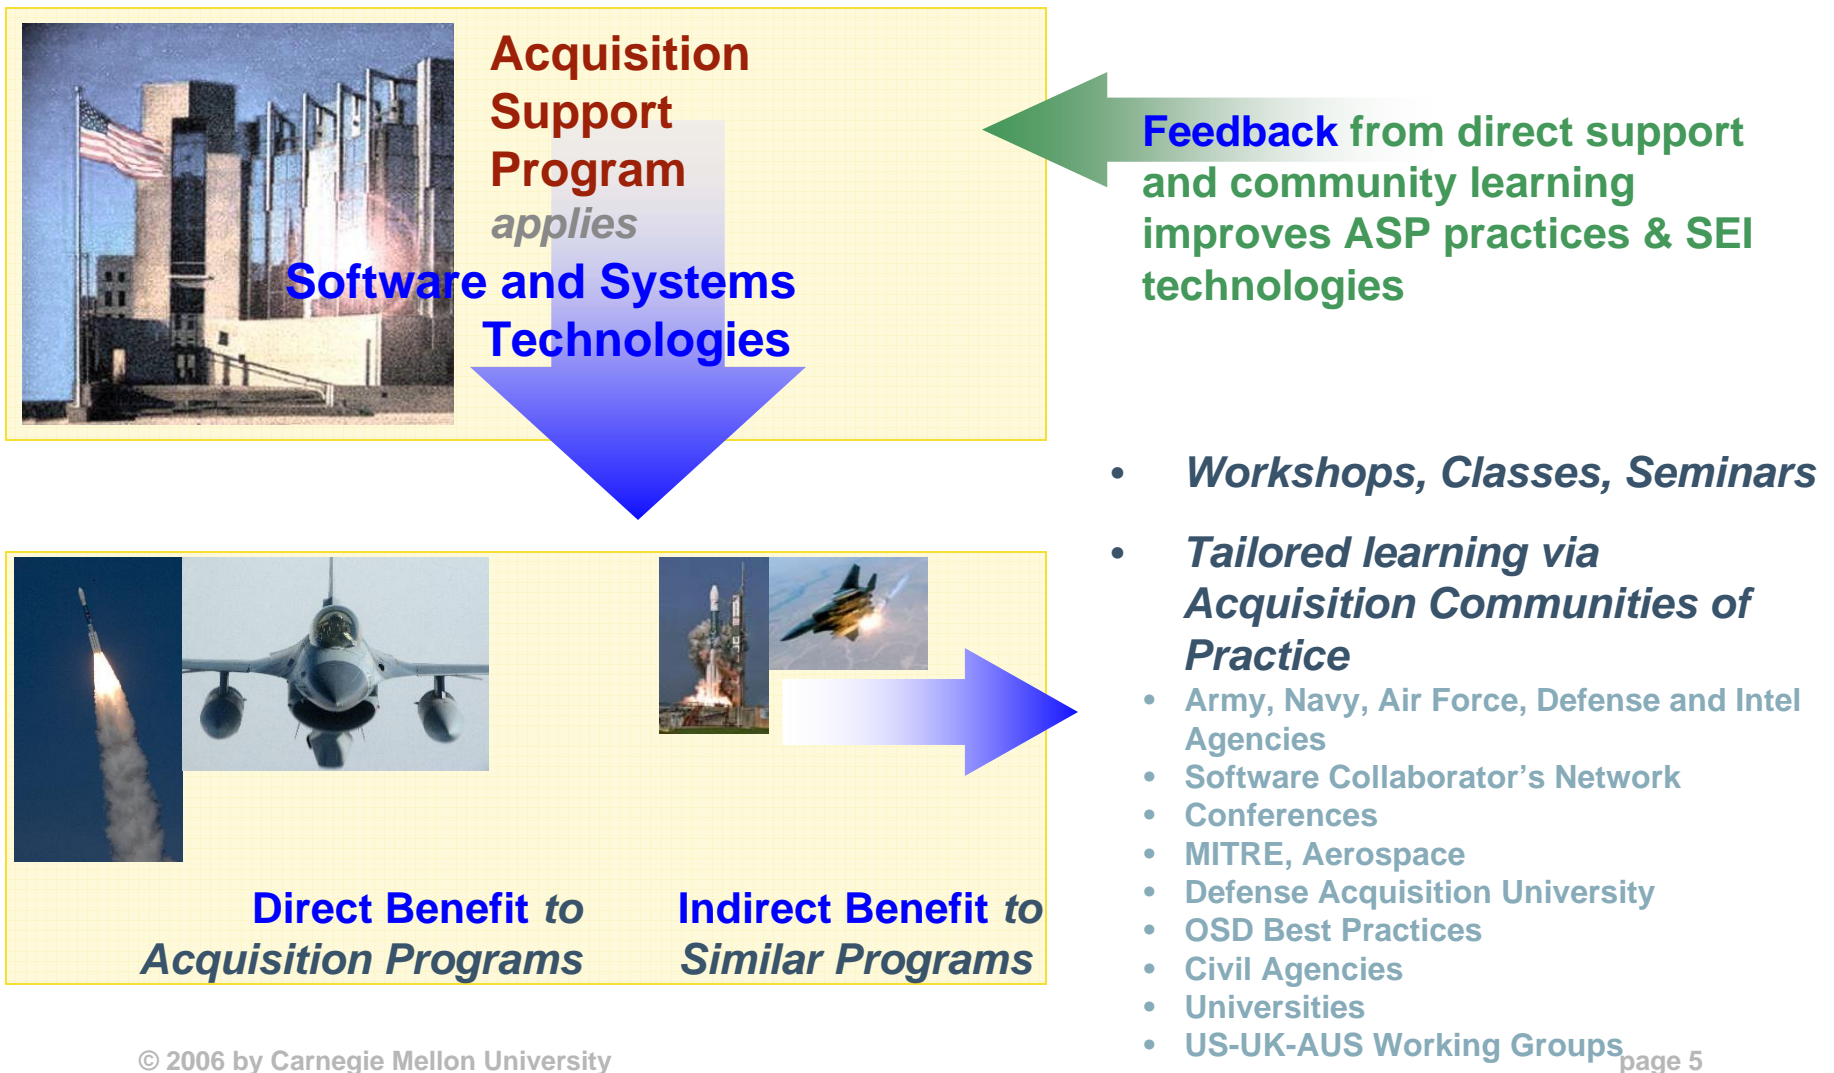 Acquisition
Support
Program
applies
Software and Systems
Technologies
Feedback from direct support
and community learning
improves ASP practices & SEI
technologies
• Workshops, Classes, Seminars
• Tailored learning via
Acquisition Communities of
Practice
• Army, Navy, Air Force, Defense and Intel
Agencies
• Software Collaborator’s Network
• Conferences
• MITRE, Aerospace
• Defense Acquisition University
• OSD Best Practices
• Civil Agencies
• Universities
• US-UK-AUS Working Groups
Direct Benefit to
Acquisition Programs
Indirect Benefit to
Similar Programs
© 2006 by Carnegie Mellon University
page 5